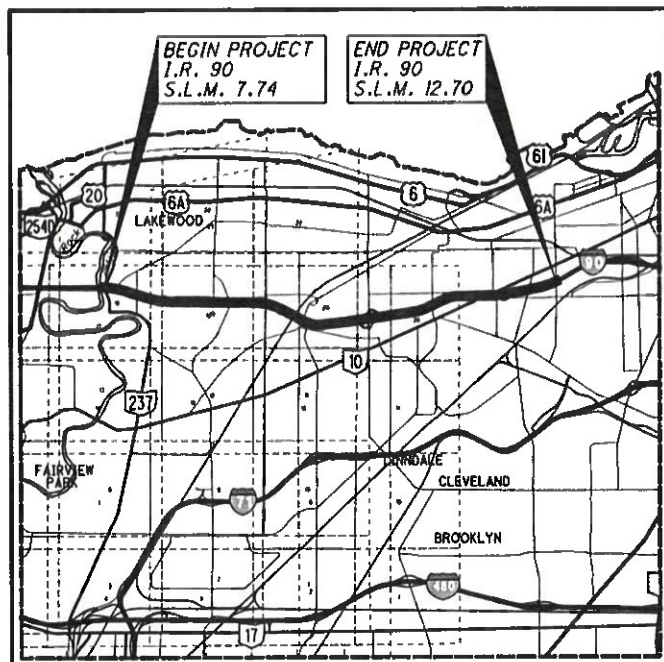 BEGIN PROJECT
I.R. 90
S.L.M. 7.74
END PROJECT
I.R. 90
S.L.M. 12.70
61
20
6A
6
6A
254D
LAKEWOOD
90
10
237
FAIRVIEW
PARK
LINNDALE
CLEVELAND
71
BROOKLYN
480
17